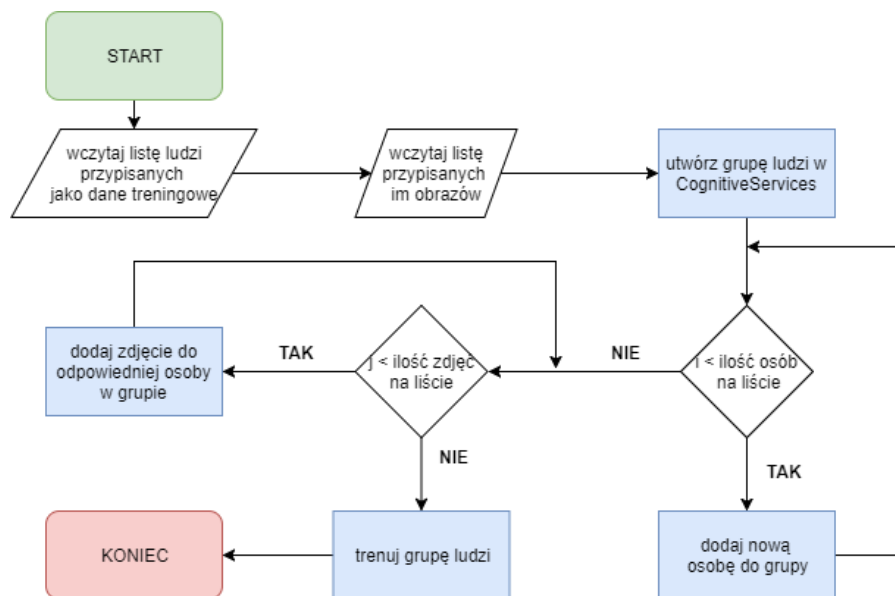 START
wczytaj listę ludzi
przypisanych
jako dane treningowe
wczytaj listę
przypisanych
im obrazów
utwórz grupę ludzi w
CognitiveServices
i < ilość osób
na liście
NIE
TAK
dodaj nową
osobę do grupy
j < ilość zdjęć
na liście
TAK
dodaj zdjęcie do
odpowiedniej osoby
w grupie
NIE
trenuj grupę ludzi
KONIEC